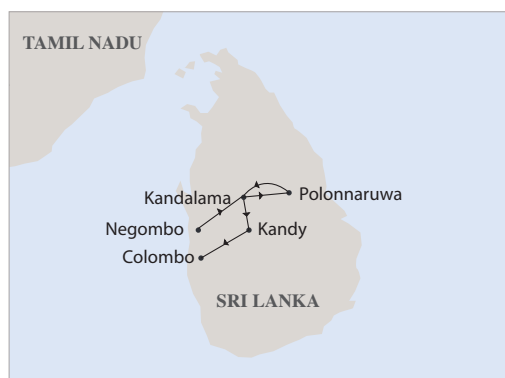 TAMIL NADU
Kandalama
Polonnaruwa
Negombo
Kandy
Colombo
SRI LANKA